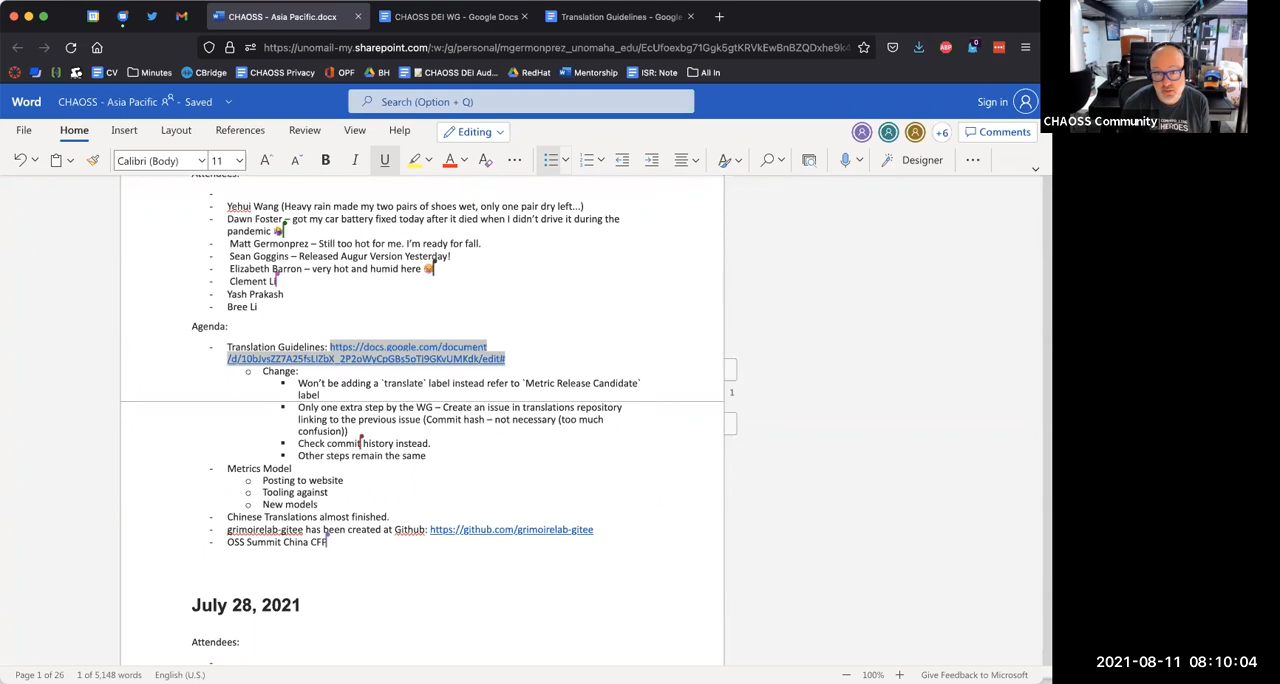 CHAOSS - Asia Pacific.docx
CHAOSS DEI WG - Google Docs
Translation Guidelines - Google
https://unomail-my.sharepoint.com/:w:/g/personal/mgermonprez_unomaha_edu/EcUfoexbg71Ggk5gtKRVkEwBnBZQDxhe9k4
ABP
0
CV
Minutes
CBridge
CHAOSS Privacy
OPF
BH
CHAOSS DEI Aud...
RedHat
Mentorship
ISR: Note
All In
Word
CHAOSS - Asia Pacific
- Saved
Search (Option + Q)
Sign in
CHAOSS Community
HEROES
File
Home
Insert
Layout
References
Review
View
Help
Editing
+6
Comments
Calibri (Body)
11
B
I
U
A
Designer
Attendees:
-
- Yehui Wang (Heavy rain made my two pairs of shoes wet, only one pair dry left...)
- Dawn Foster – got my car battery fixed today after it died when I didn't drive it during the
pandemic
- Matt Germonprez – Still too hot for me. I'm ready for fall.
- Sean Goggins – Released Augur Version Yesterday!
- Elizabeth Barron – very hot and humid here
- Clement Li
- Yash Prakash
- Bree Li
Agenda:
- Translation Guidelines: https://docs.google.com/document
/d/10bJvsZZ7A25fsLIZbX_2P2oWyCpGBs5oTi9GKvUMKdk/edit#
o Change:
▪ Won't be adding a `translate` label instead refer to `Metric Release Candidate`
label
▪ Only one extra step by the WG – Create an issue in translations repository
linking to the previous issue (Commit hash – not necessary (too much
confusion))
▪ Check commit history instead.
▪ Other steps remain the same
- Metrics Model
o Posting to website
o Tooling against
o New models
- Chinese Translations almost finished.
- grimoirelab-gitee has been created at Github: https://github.com/grimoirelab-gitee
- OSS Summit China CFP
1
July 28, 2021
Attendees:
-
Page 1 of 26
1 of 5,148 words
English (U.S.)
100%
Give Feedback to Microsoft
2021-08-11 08:10:04